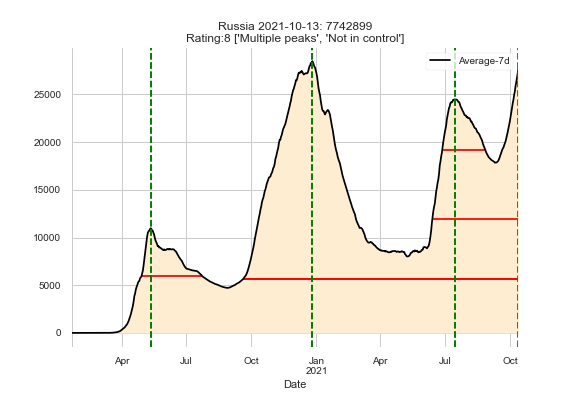 Russia 2021-10-13: 7742899
Rating:8 ['Multiple peaks', 'Not in control']
Average-7d
25000
20000
15000
10000
5000
0
Apr
Jul
Oct
Jan
2021
Apr
Jul
Oct
Date